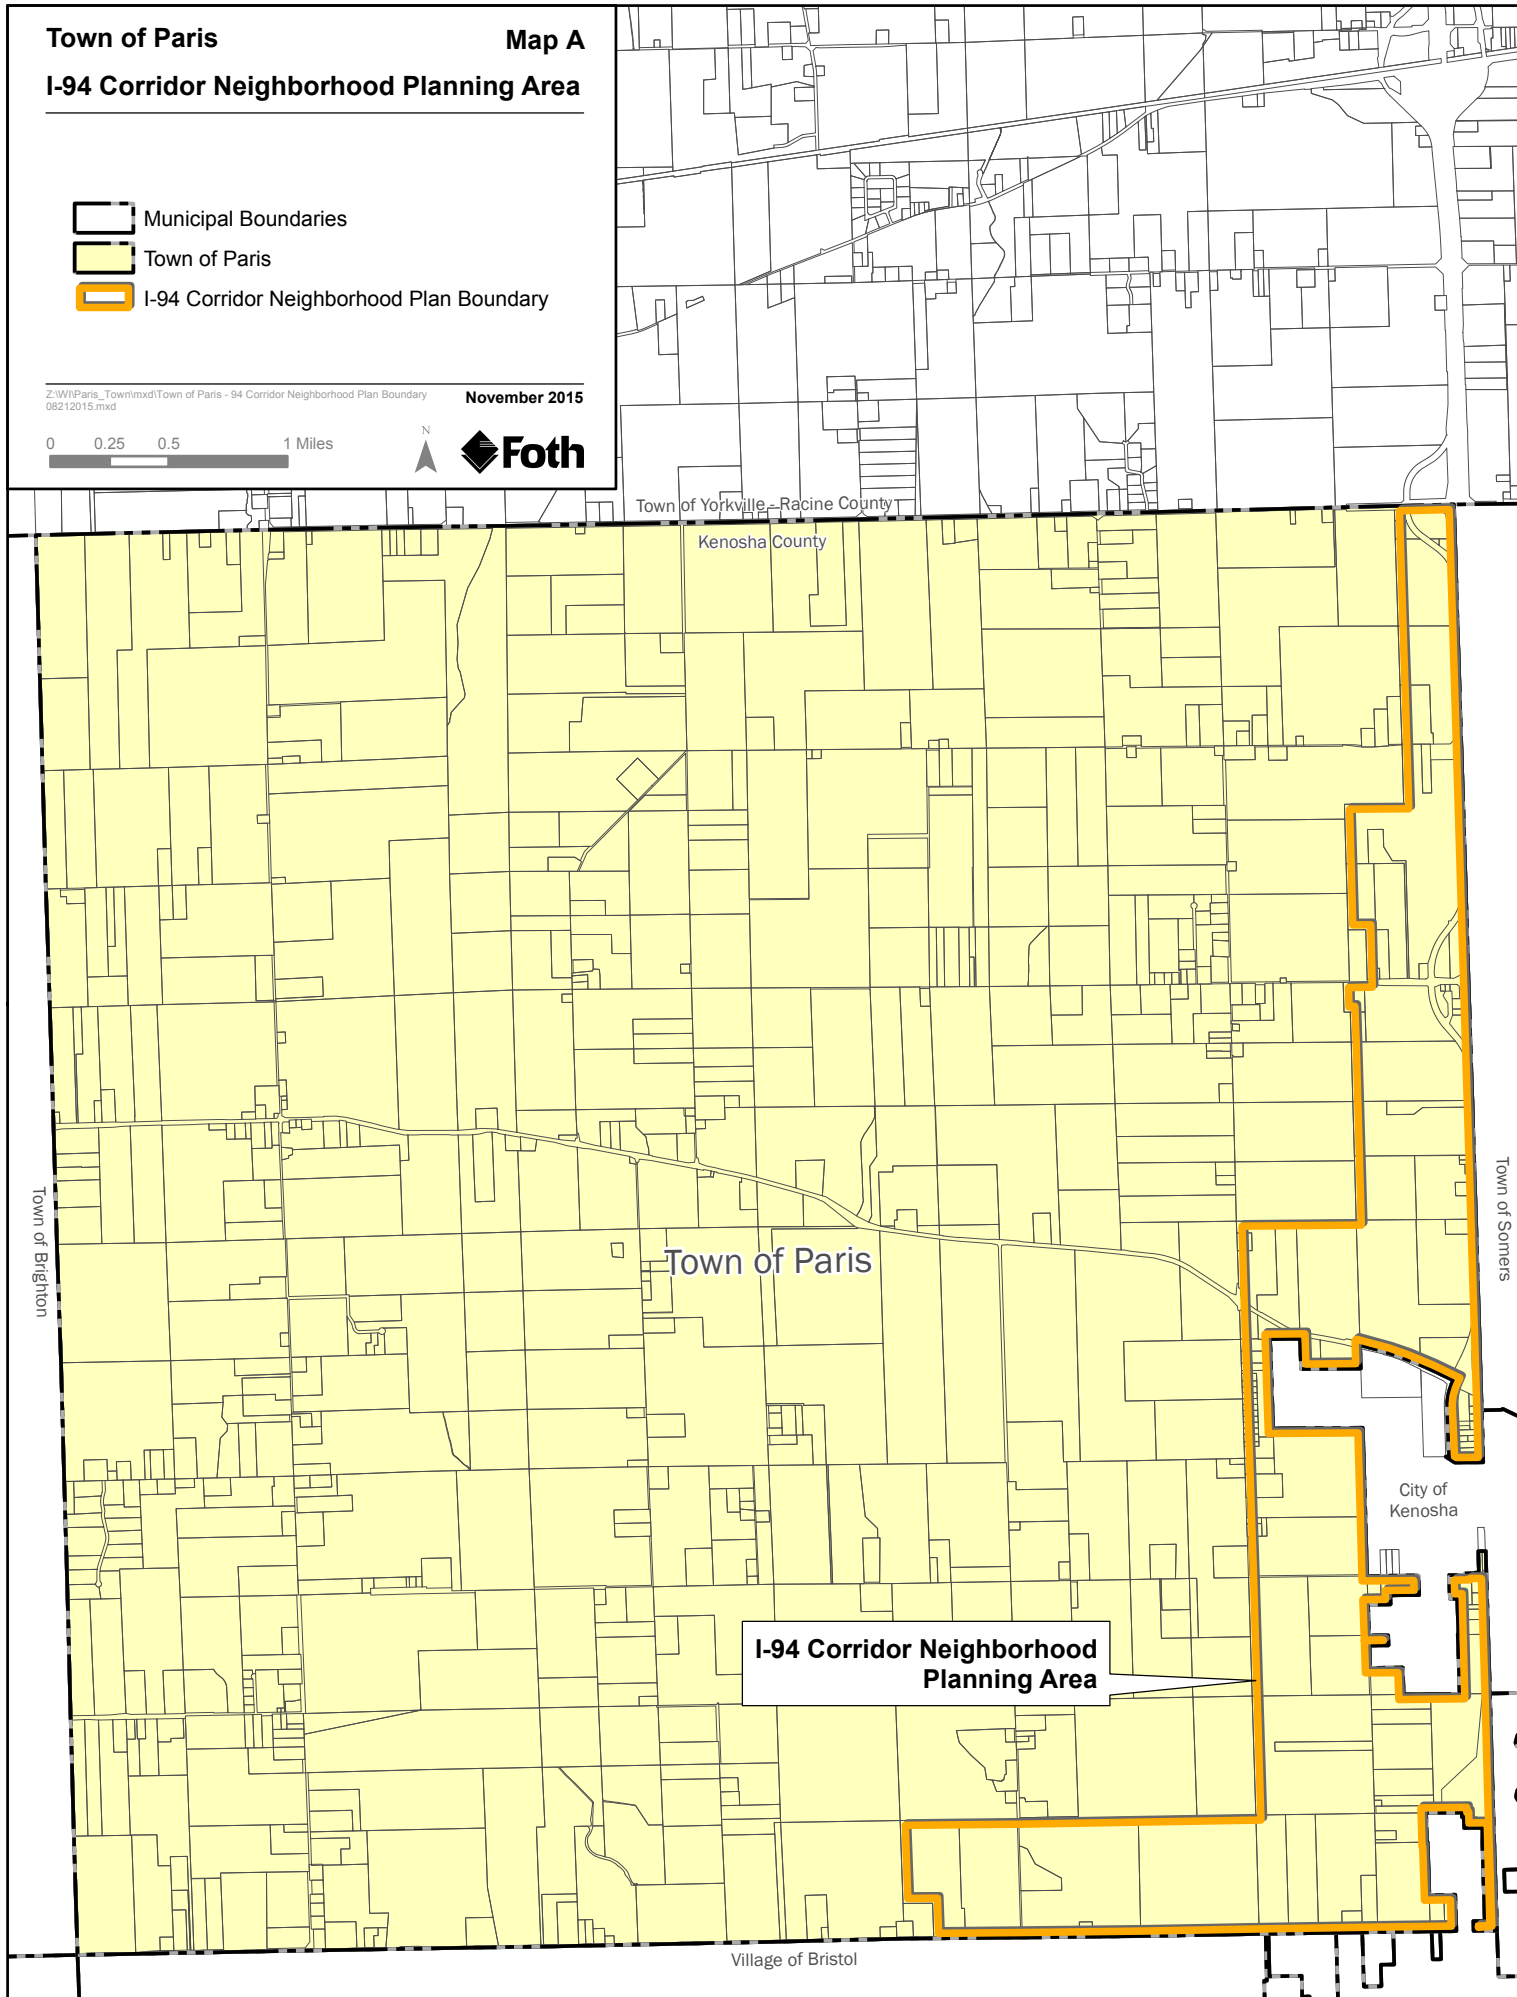 Town of Paris
Map A
I-94 Corridor Neighborhood Planning Area
Municipal Boundaries
Town of Paris
I-94 Corridor Neighborhood Plan Boundary
Z:\WI\Paris_Town\mxd\Town of Paris - 94 Corridor Neighborhood Plan Boundary
08212015.mxd
November 2015
0 0.25 0.5 1 Miles
N
Foth
Town of Yorkville - Racine County
Kenosha County
Town of Brighton
Town of Somers
Town of Paris
City of
Kenosha
I-94 Corridor Neighborhood
Planning Area
Village of Bristol